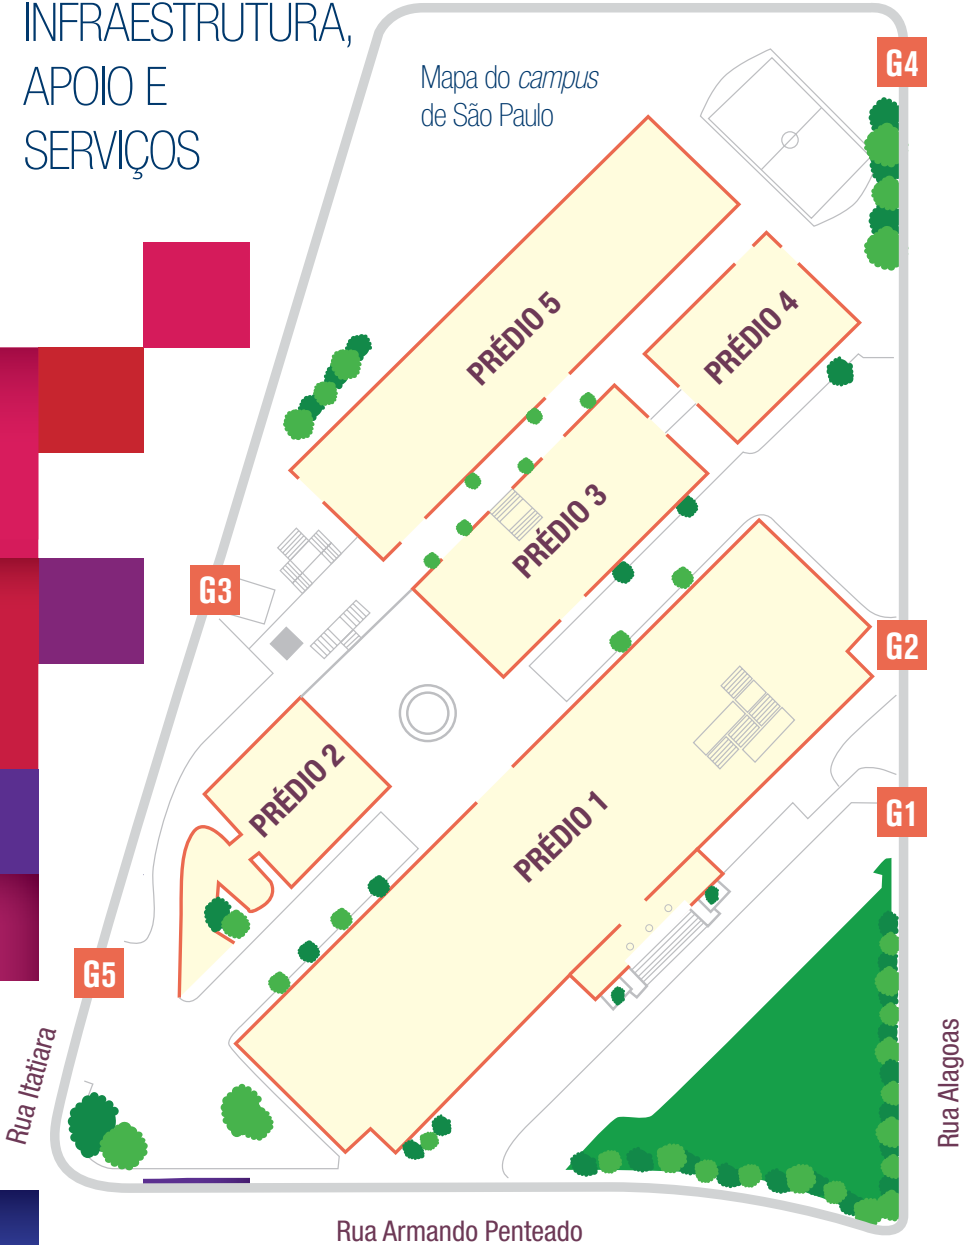 INFRAESTRUTURA,
APOIO E
SERVIÇOS
Mapa do campus
de São Paulo
G4
PRÉDIO 5
PRÉDIO 4
PRÉDIO 3
G3
G2
PRÉDIO 2
PRÉDIO 1
G1
G5
Rua Itatiara
Rua Alagoas
Rua Armando Penteado